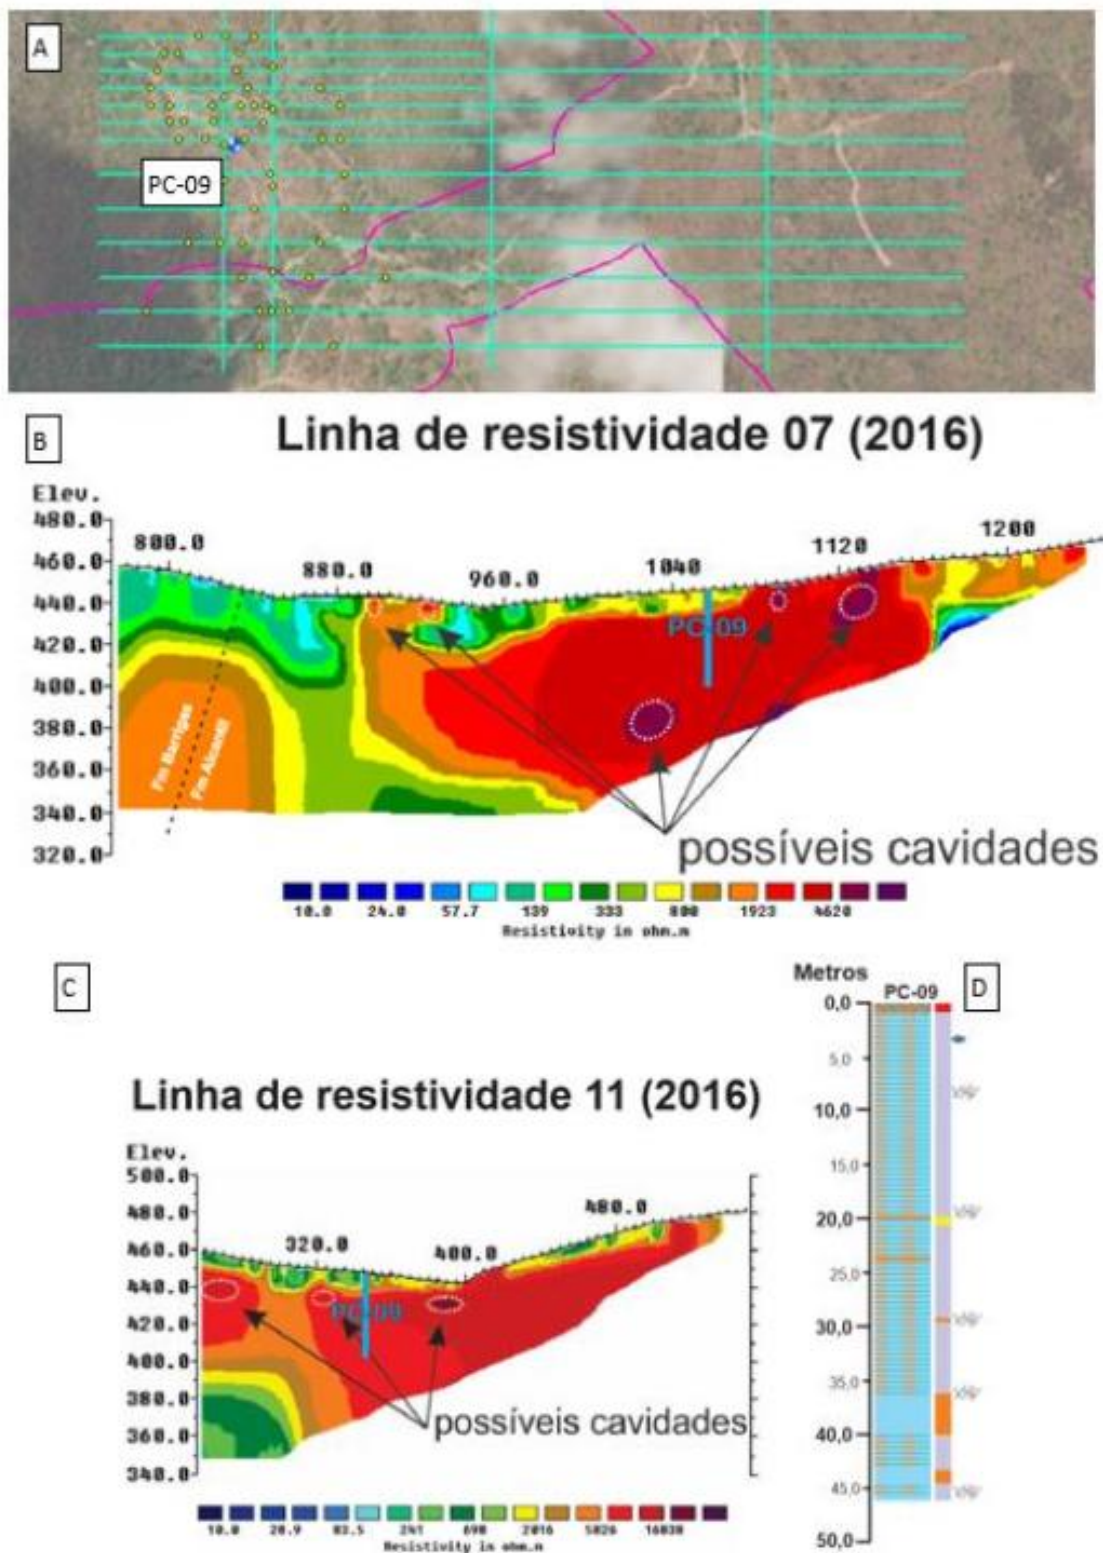 A
PC-09
B
Linha de resistividade 07 (2016)
Elev.
480.0
460.0
440.0
420.0
400.0
380.0
360.0
340.0
320.0
800.0
880.0
960.0
1040
1120
1200
PC-09
Fm Barrigas
Fm Alcandil
possíveis cavidades
10.0 24.0 57.7 139 333 800 1923 4620
Resistivity in ohm.m
C
Linha de resistividade 11 (2016)
Elev.
500.0
480.0
460.0
440.0
420.0
400.0
380.0
360.0
340.0
320.0
400.0
480.0
PC-09
possíveis cavidades
10.0 28.9 83.5 241 698 2016 5826 16838
Resistivity in ohm.m
Metros
PC-09
D
0,0
5,0
10,0
15,0
20,0
25,0
30,0
35,0
40,0
45,0
50,0